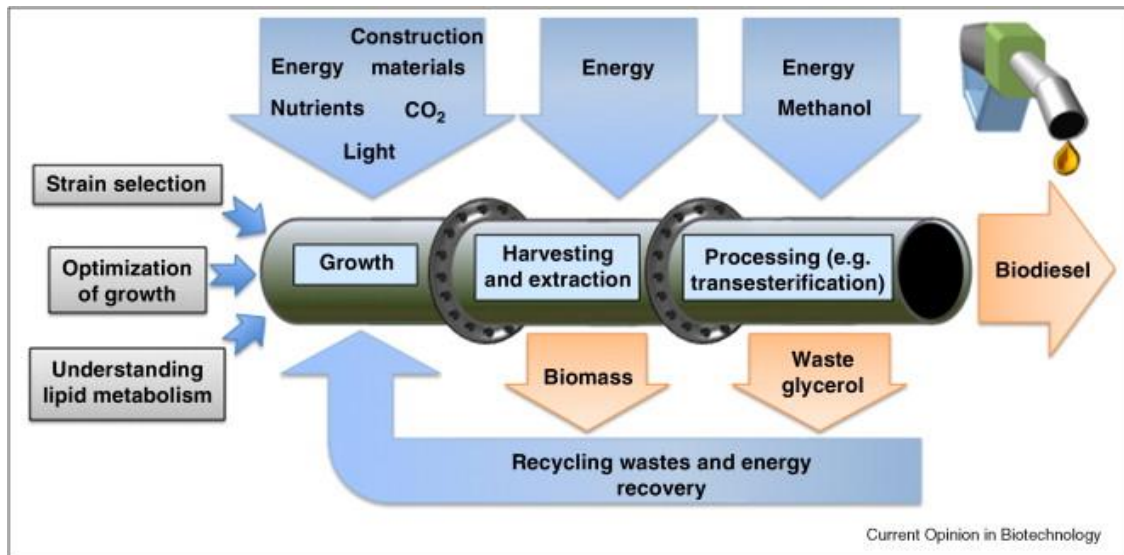 Construction
materials
Energy
Nutrients
CO₂
Light
Energy
Energy
Methanol
Strain selection
Optimization
of growth
Understanding
lipid metabolism
Growth
Harvesting
and extraction
Processing (e.g.
transesterification)
Biodiesel
Biomass
Waste
glycerol
Recycling wastes and energy
recovery
Current Opinion in Biotechnology